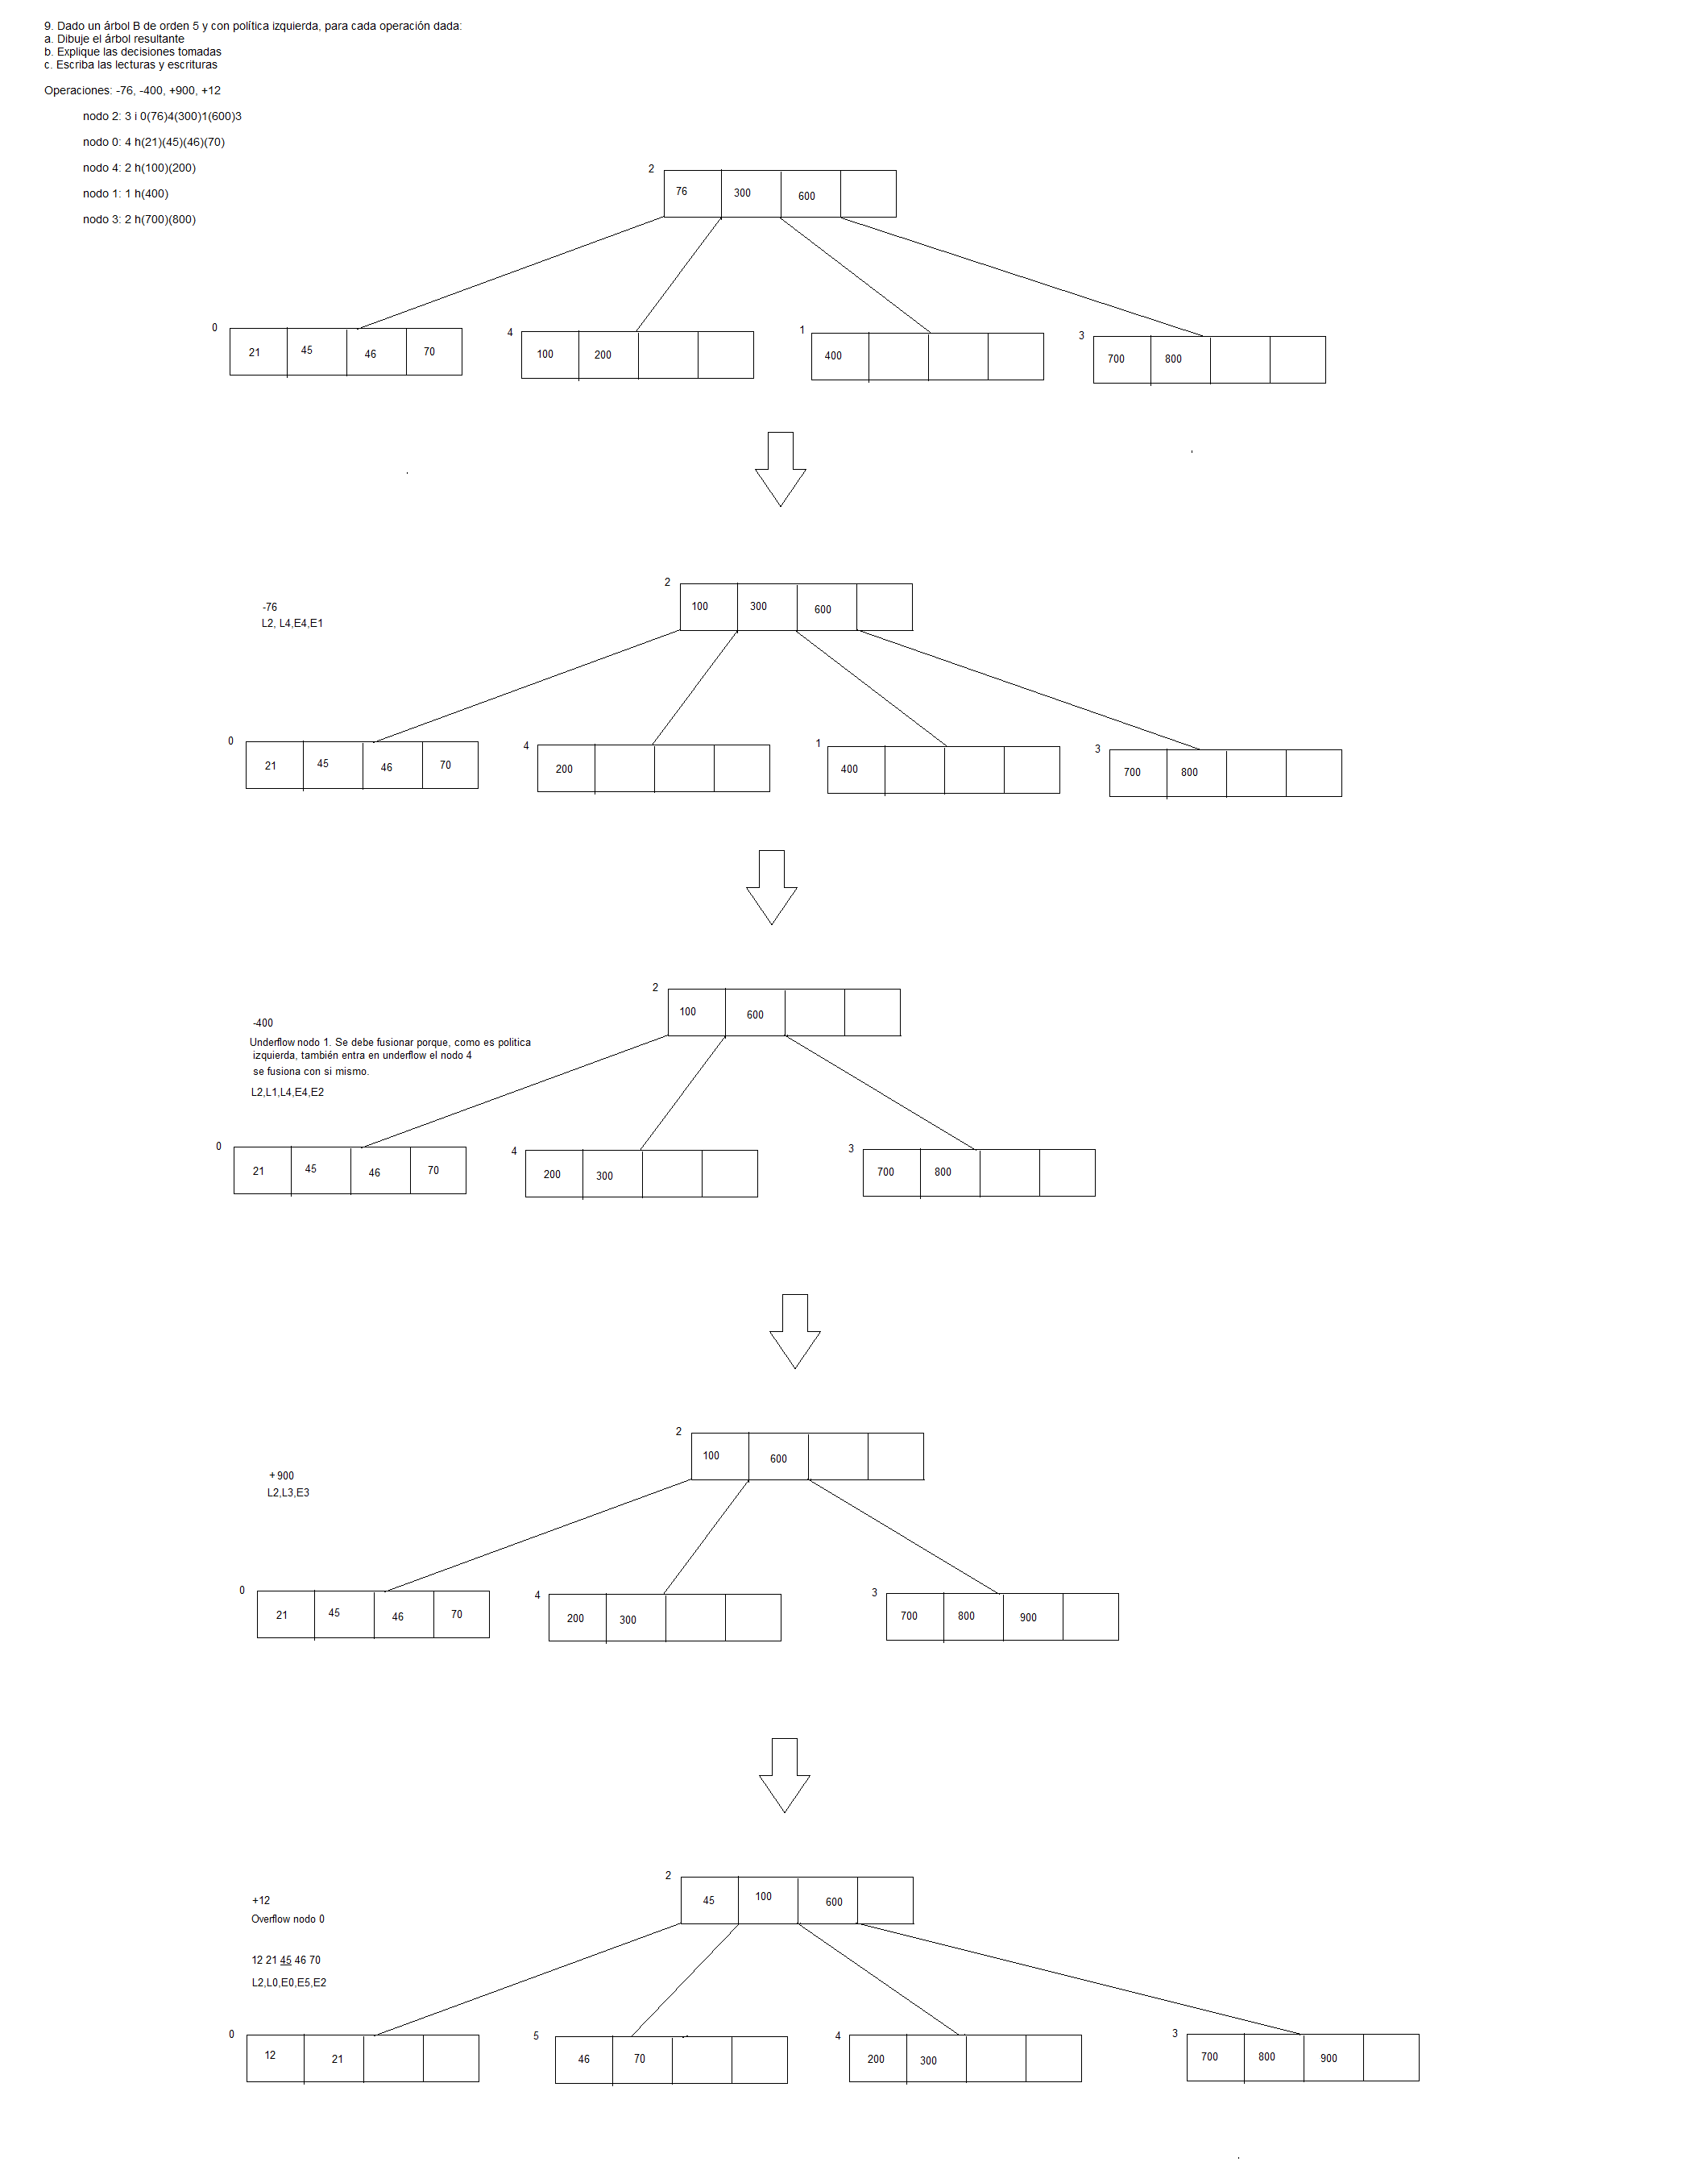 9. Dado un árbol B de orden 5 y con política izquierda, para cada operación dada:
a. Dibuje el árbol resultante
b. Explique las decisiones tomadas
c. Escriba las lecturas y escrituras
Operaciones: -76, -400, +900, +12
nodo 2: 3 i 0(76)4(300)1(600)3
nodo 0: 4 h(21)(45)(46)(70)
nodo 4: 2 h(100)(200)
nodo 1: 1 h(400)
nodo 3: 2 h(700)(800)
2
76 300 600
0 4 1 3
21 45 46 70 100 200 400 700 800
2
100 300 600
-76
L2, L4,E4,E1
0 4 1 3
21 45 46 70 200 400 700 800
2
100 600
-400
Underflow nodo 1. Se debe fusionar porque, como es politica
izquierda, también entra en underflow el nodo 4
se fusiona con si mismo.
L2,L1,L4,E4,E2
0 4 3
21 45 46 70 200 300 700 800
2
100 600
+900
L2,L3,E3
0 4 3
21 45 46 70 200 300 700 800 900
2
45 100 600
+12
Overflow nodo 0
12 21 45 46 70
L2,L0,E0,E5,E2
0 5 4 3
12 21 46 70 200 300 700 800 900